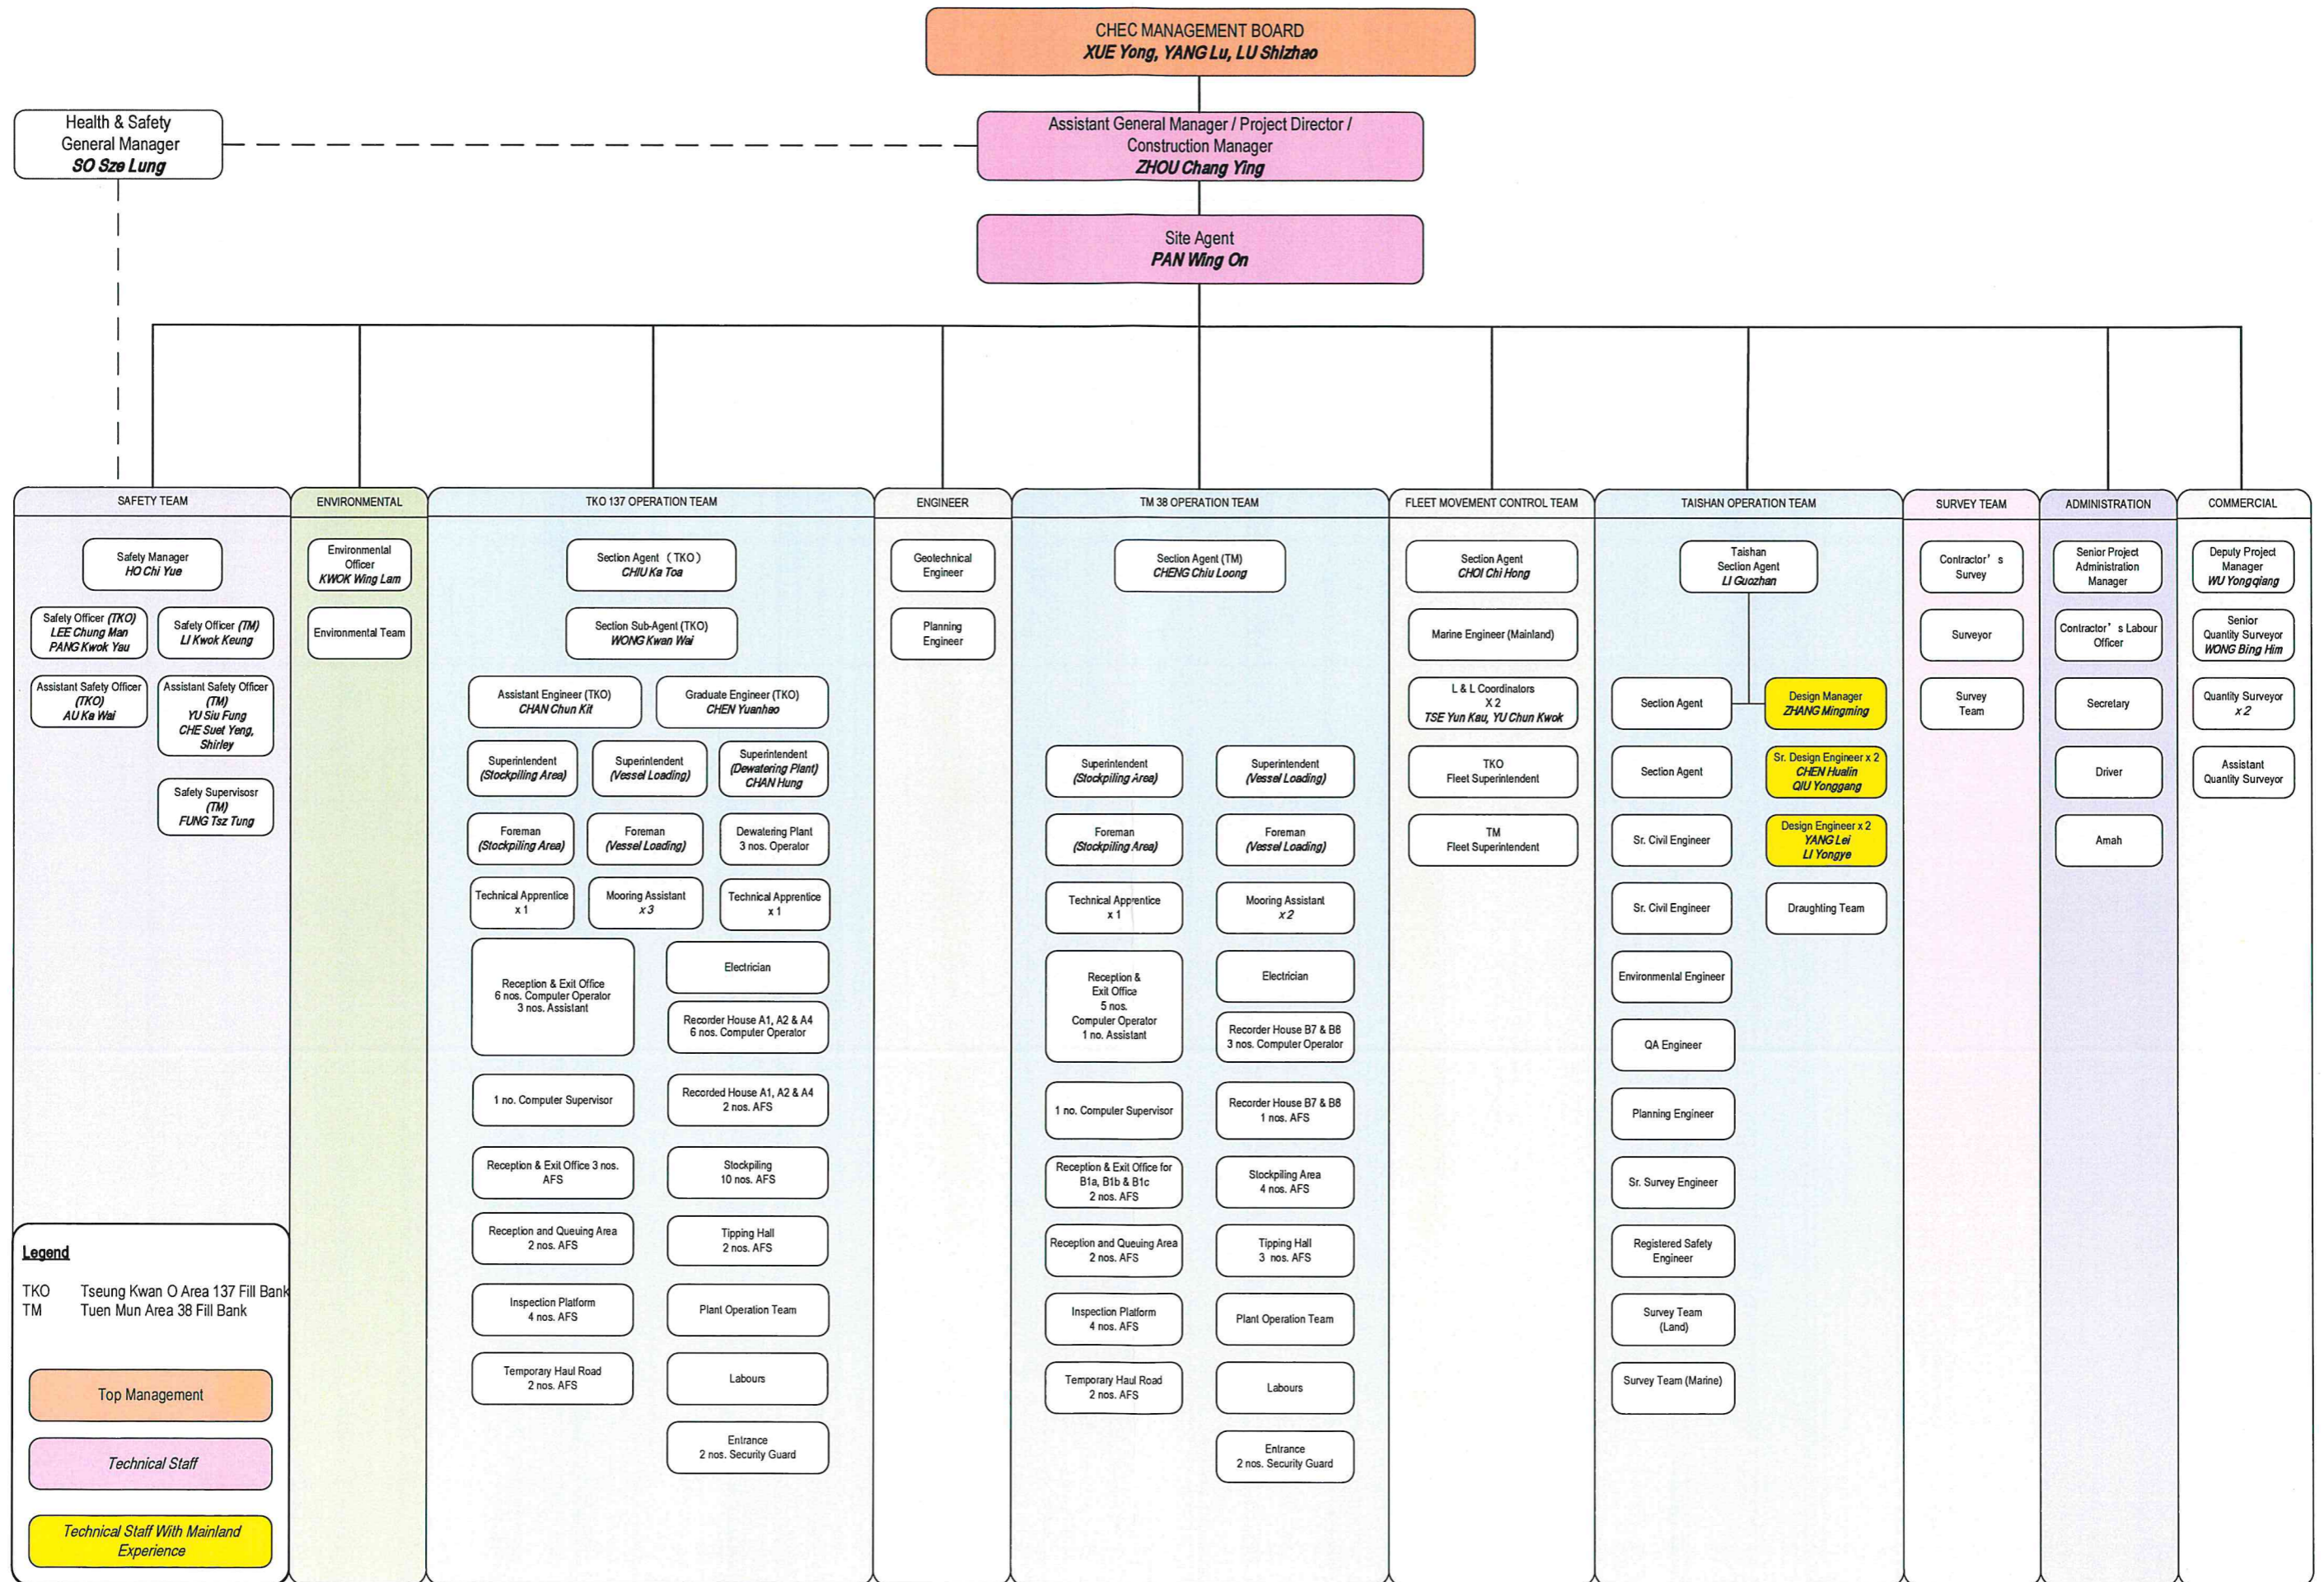 CHEC MANAGEMENT BOARD
XUE Yong, YANG Lu, LU Shizhao
Health & Safety
General Manager
SO Sze Lung
Assistant General Manager / Project Director /
Construction Manager
ZHOU Chang Ying
Site Agent
PAN Wing On
SAFETY TEAM
Safety Manager
HO Chi Yue
Safety Officer (TKO)
LEE Chung Man
PANG Kwok Yau
Safety Officer (TM)
LI Kwok Keung
Assistant Safety Officer
(TKO)
AU Ka Wai
Assistant Safety Officer
(TM)
YU Siu Fung
CHE Suet Yeng,
Shirley
Safety Supervisosr
(TM)
FUNG Tsz Tung
Legend
TKO Tseung Kwan O Area 137 Fill Bank
TM Tuen Mun Area 38 Fill Bank
Top Management
Technical Staff
Technical Staff With Mainland
Experience
ENVIRONMENTAL
Environmental
Officer
KWOK Wing Lam
Environmental Team
TKO 137 OPERATION TEAM
Section Agent (TKO)
CHIU Ka Toa
Section Sub-Agent (TKO)
WONG Kwan Wai
Assistant Engineer (TKO)
CHAN Chun Kit
Graduate Engineer (TKO)
CHEN Yuanhao
Superintendent
(Stockpiling Area)
Superintendent
(Vessel Loading)
Superintendent
(Dewatering Plant)
CHAN Hung
Foreman
(Stockpiling Area)
Foreman
(Vessel Loading)
Dewatering Plant
3 nos. Operator
Technical Apprentice
x 1
Mooring Assistant
x 3
Technical Apprentice
x 1
Reception & Exit Office
6 nos. Computer Operator
3 nos. Assistant
Electrician
Recorder House A1, A2 & A4
6 nos. Computer Operator
1 no. Computer Supervisor
Recorded House A1, A2 & A4
2 nos. AFS
Reception & Exit Office 3 nos.
AFS
Stockpiling
10 nos. AFS
Reception and Queuing Area
2 nos. AFS
Tipping Hall
2 nos. AFS
Inspection Platform
4 nos. AFS
Plant Operation Team
Temporary Haul Road
2 nos. AFS
Labours
Entrance
2 nos. Security Guard
ENGINEER
Geotechnical
Engineer
Planning
Engineer
TM 38 OPERATION TEAM
Section Agent (TM)
CHENG Chiu Loong
Superintendent
(Stockpiling Area)
Superintendent
(Vessel Loading)
Foreman
(Stockpiling Area)
Foreman
(Vessel Loading)
Technical Apprentice
x 1
Mooring Assistant
x 2
Reception &
Exit Office
5 nos.
Computer Operator
1 no. Assistant
Electrician
Recorder House B7 & B8
3 nos. Computer Operator
1 no. Computer Supervisor
Recorder House B7 & B8
1 nos. AFS
Reception & Exit Office for
B1a, B1b & B1c
2 nos. AFS
Stockpiling Area
4 nos. AFS
Reception and Queuing Area
2 nos. AFS
Tipping Hall
3 nos. AFS
Inspection Platform
4 nos. AFS
Plant Operation Team
Temporary Haul Road
2 nos. AFS
Labours
Entrance
2 nos. Security Guard
FLEET MOVEMENT CONTROL TEAM
Section Agent
CHOI Chi Hong
Marine Engineer (Mainland)
L & L Coordinators
X 2
TSE Yun Kau, YU Chun Kwok
TKO
Fleet Superintendent
TM
Fleet Superintendent
TAISHAN OPERATION TEAM
Taishan
Section Agent
LI Guozhan
Section Agent
Design Manager
ZHANG Mingming
Section Agent
Sr. Design Engineer x 2
CHEN Hualin
QIU Yonggang
Sr. Civil Engineer
Design Engineer x 2
YANG Lei
LI Yongye
Sr. Civil Engineer
Draughting Team
Environmental Engineer
QA Engineer
Planning Engineer
Sr. Survey Engineer
Registered Safety
Engineer
Survey Team
(Land)
Survey Team (Marine)
SURVEY TEAM
Contractor's
Survey
Surveyor
Survey
Team
ADMINISTRATION
Senior Project
Administration
Manager
Contractor's Labour
Officer
Secretary
Driver
Amah
COMMERCIAL
Deputy Project
Manager
WU Yongqiang
Senior
Quantity Surveyor
WONG Bing Him
Quantity Surveyor
x 2
Assistant
Quantity Surveyor